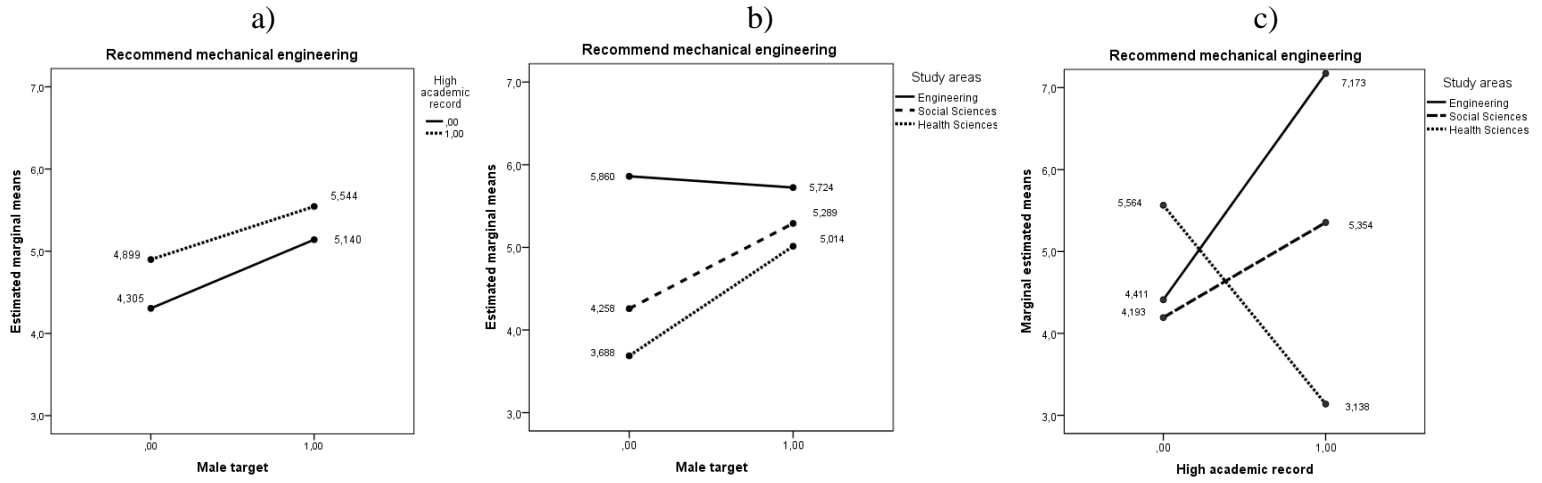 a)
Recommend mechanical engineering
High
academic
record
,00
1,00
Estimated marginal means
7,0
6,0
5,0
4,0
3,0
4,899
5,544
4,305
5,140
,00
1,00
Male target
b)
Recommend mechanical engineering
Study areas
Engineering
Social Sciences
Health Sciences
Estimated marginal means
7,0
6,0
5,0
4,0
3,0
5,860
5,724
5,289
5,014
4,258
3,688
,00
1,00
Male target
c)
Recommend mechanical engineering
Study areas
Engineering
Social Sciences
Health Sciences
Marginal estimated means
7,0
6,0
5,0
4,0
3,0
7,173
5,564
5,354
4,411
4,193
3,138
,00
1,00
High academic record